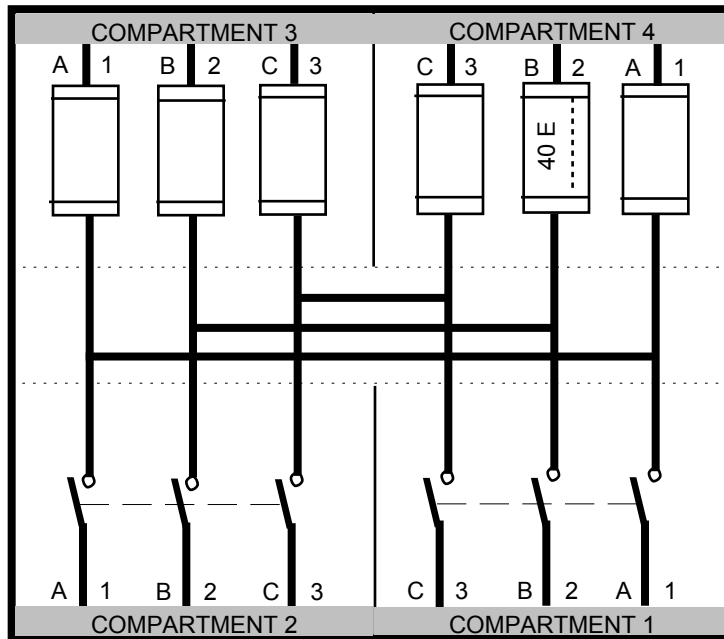 COMPARTMENT 3 COMPARTMENT 4
A 1 B 2 C 3 C 3 B 2 A 1
40 E
A 1 B 2 C 3 C 3 B 2 A 1
COMPARTMENT 2 COMPARTMENT 1